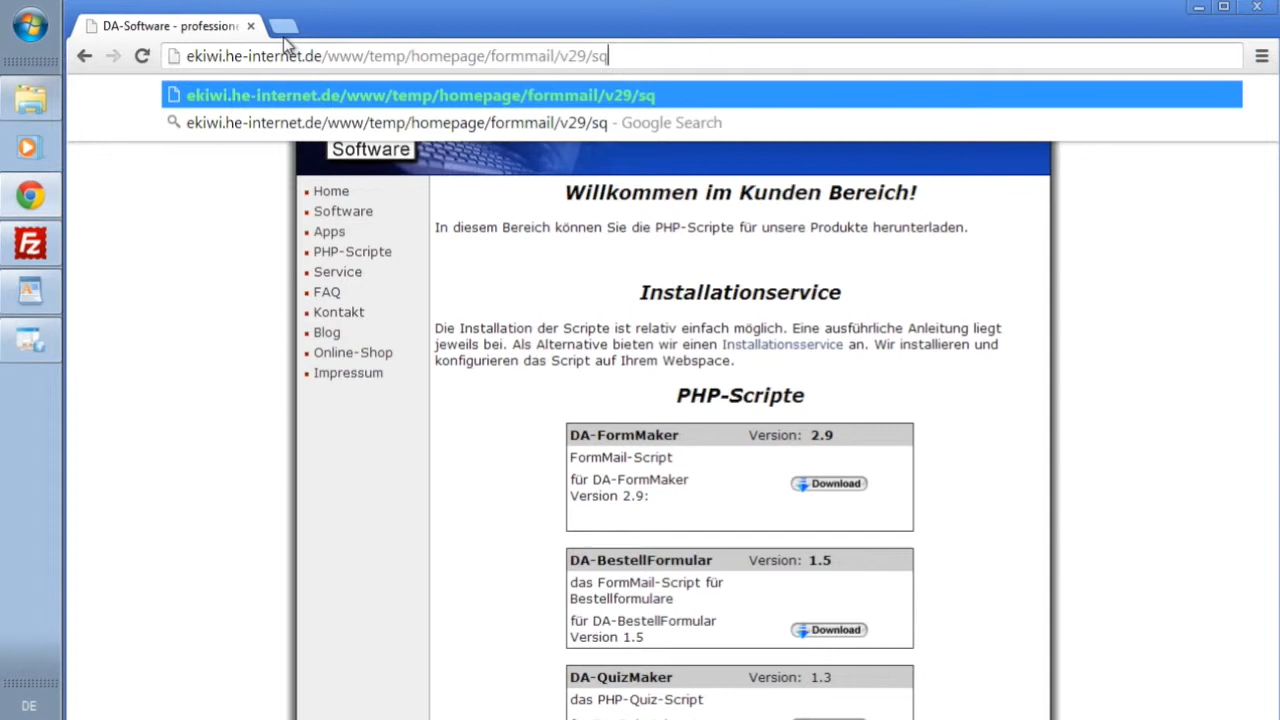 DA-Software - professione
ekiwi.he-internet.de/www/temp/homepage/formmail/v29/sq
ekiwi.he-internet.de/www/temp/homepage/formmail/v29/sq
ekiwi.he-internet.de/www/temp/homepage/formmail/v29/sq - Google Search
Software
Home
Software
Apps
PHP-Scripte
Service
FAQ
Kontakt
Blog
Online-Shop
Impressum
Willkommen im Kunden Bereich!
In diesem Bereich können Sie die PHP-Scripte für unsere Produkte herunterladen.
Installationservice
Die Installation der Scripte ist relativ einfach möglich. Eine ausführliche Anleitung liegt
jeweils bei. Als Alternative bieten wir einen Installationsservice an. Wir installieren und
konfigurieren das Script auf Ihrem Webspace.
PHP-Scripte
DA-FormMaker Version: 2.9
FormMail-Script
für DA-FormMaker
Version 2.9:
Download
DA-BestellFormular Version: 1.5
das FormMail-Script für
Bestellformulare
für DA-BestellFormular
Version 1.5
Download
DA-QuizMaker Version: 1.3
das PHP-Quiz-Script
DE